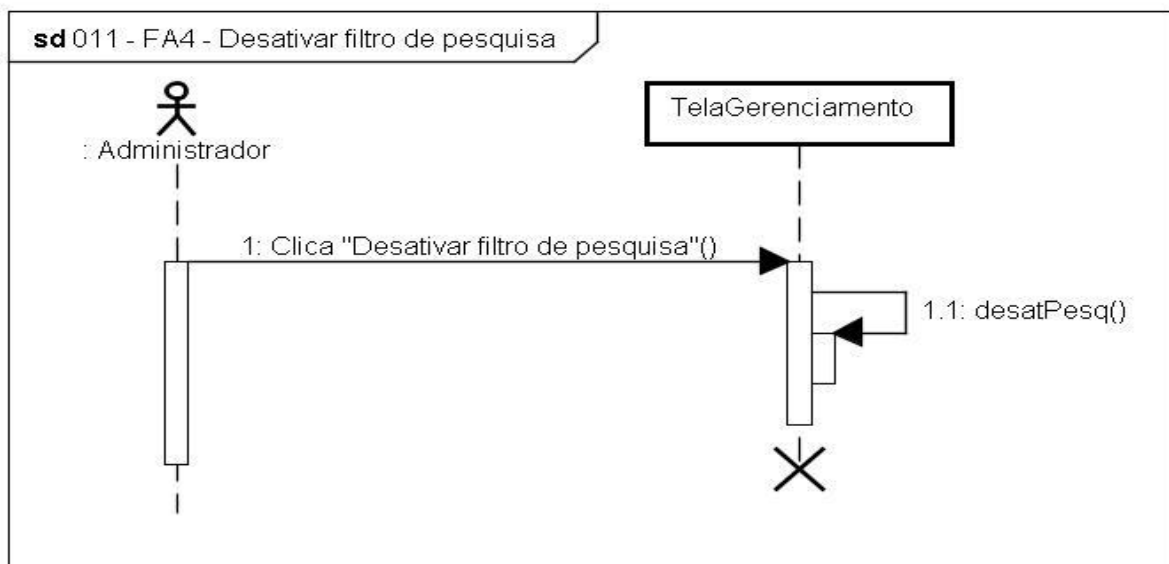 sd 011 - FA4 - Desativar filtro de pesquisa
: Administrador
TelaGerenciamento
1: Clica "Desativar filtro de pesquisa"()
1.1: desatPesq()